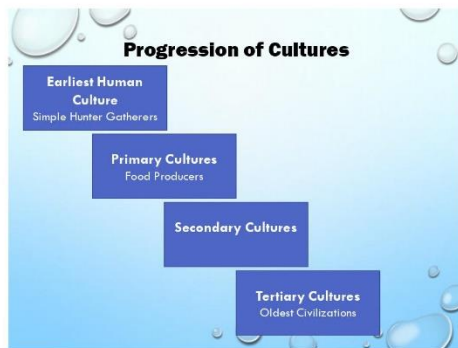 Progression of Cultures
Earliest Human
Culture
Simple Hunter Gatherers
Primary Cultures
Food Producers
Secondary Cultures
Tertiary Cultures
Oldest Civilizations